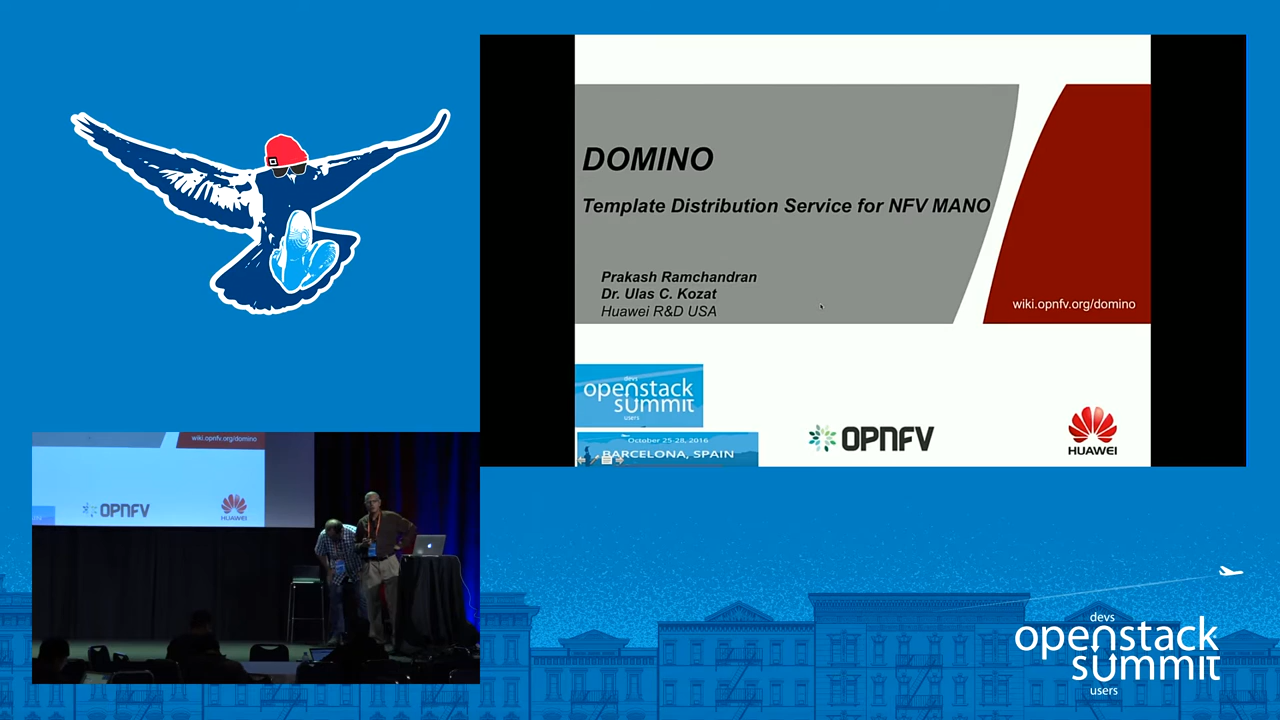 DOMINO
Template Distribution Service for NFV MANO
Prakash Ramchandran
Dr. Ulas C. Kozat
Huawei R&D USA
wiki.opnfv.org/domino
devs
openstack
summit
users
October 25-28, 2016
BARCELONA, SPAIN
OPNFV
HUAWEI
wiki.opnfv.org/domino
OPNFV
HUAWEI
devs
openstack
summit
users